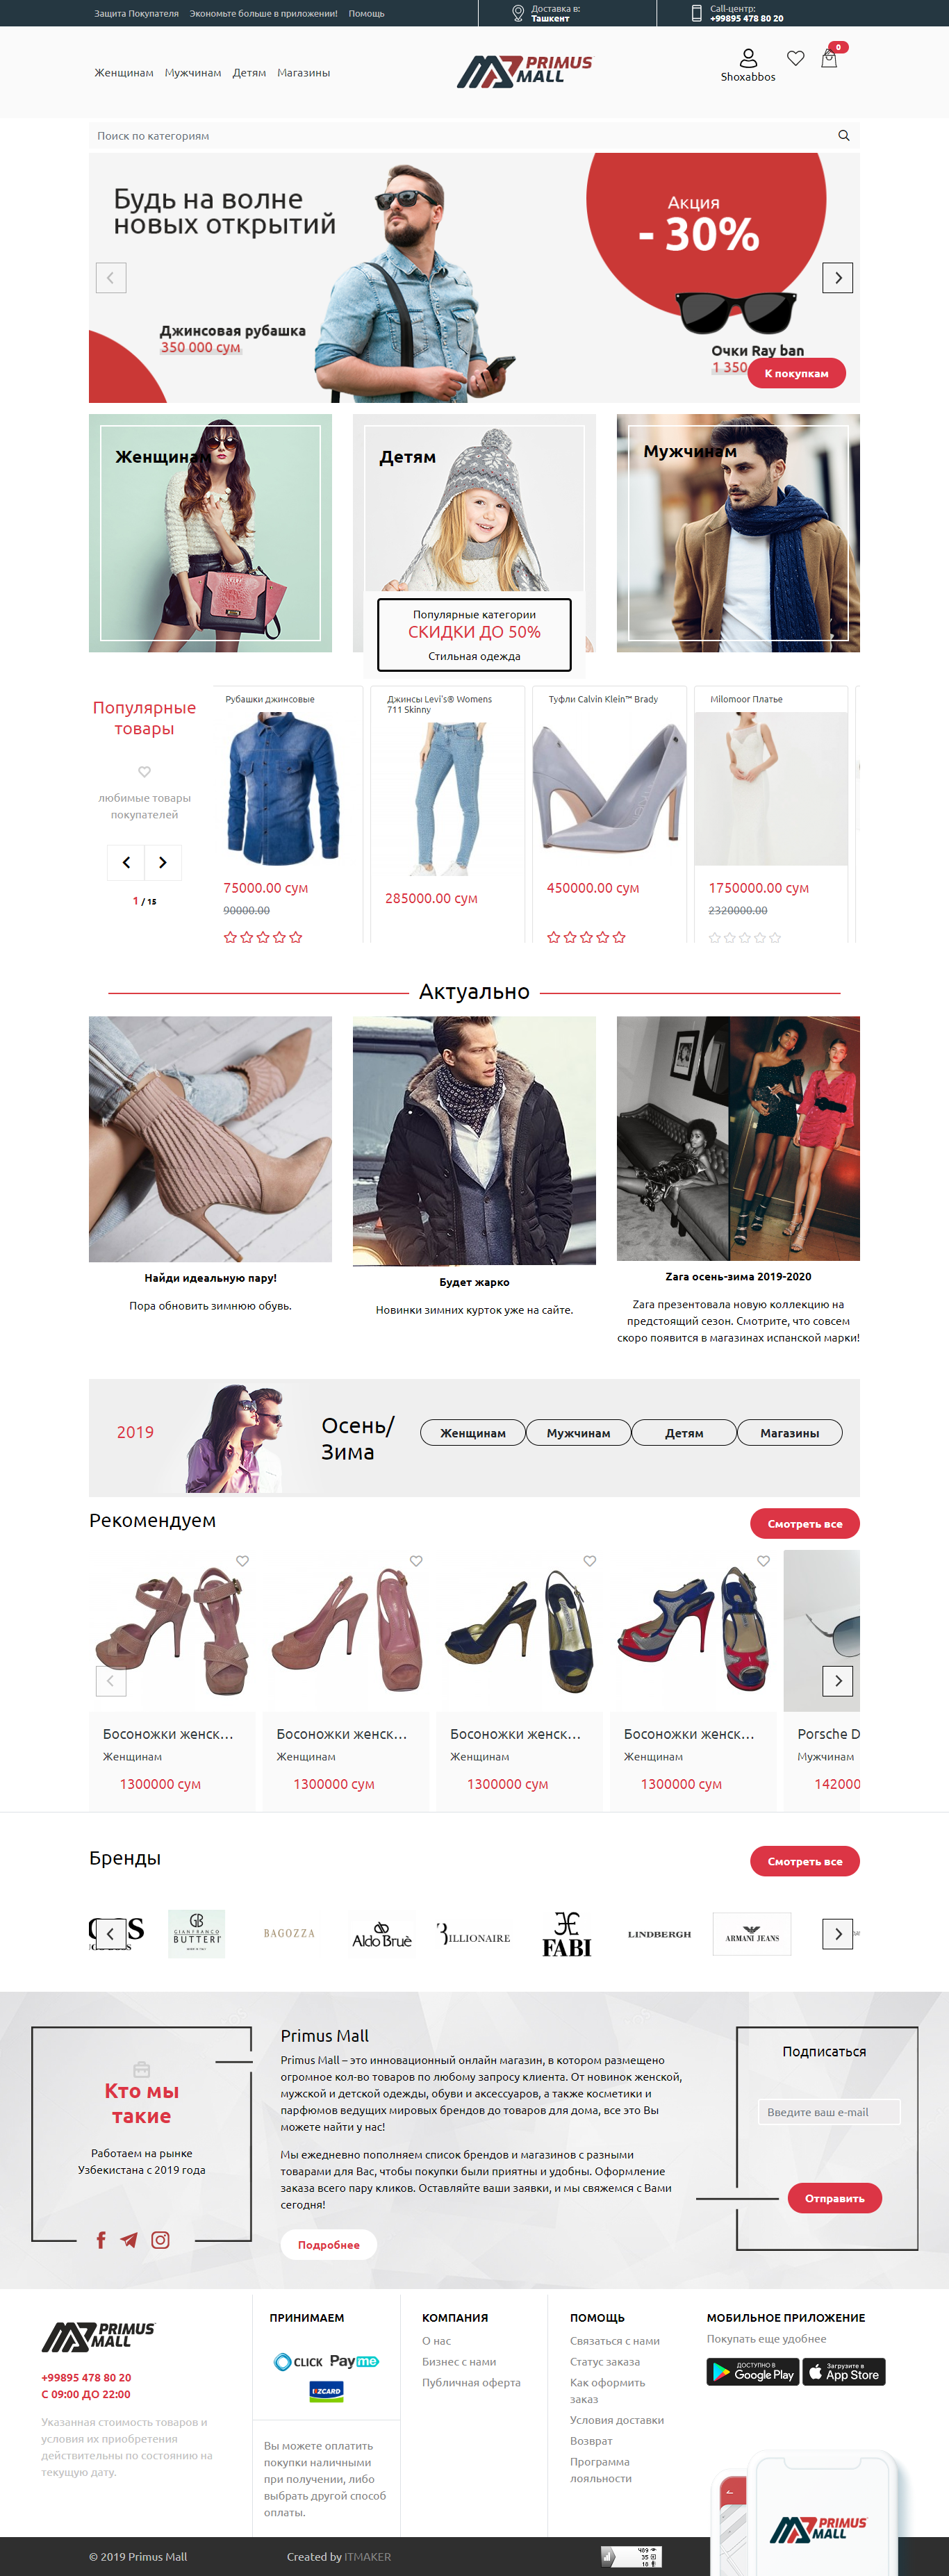 Защита Покупателя Экономьте больше в приложении! Помощь
Доставка в:
Ташкент
Call-центр:
+99895 478 80 20
Женщинам Мужчинам Детям Магазины
PRIMUS
MALL
Shoxabbos
0
Поиск по категориям
Будь на волне
новых открытий
Акция
- 30%
Джинсовая рубашка
350 000 сум
Очки Ray ban
1 350
К покупкам
Женщинам
Детям
Мужчинам
Популярные категории
СКИДКИ ДО 50%
Стильная одежда
Популярные
товары
любимые товары
покупателей
1 / 15
Рубашки джинсовые
75000.00 сум
90000.00
Джинсы Levi's® Womens
711 Skinny
285000.00 сум
Туфли Calvin Klein™ Brady
450000.00 сум
Milomoor Платье
1750000.00 сум
2320000.00
Актуально
Найди идеальную пару!
Пора обновить зимнюю обувь.
Будет жарко
Новинки зимних курток уже на сайте.
Zara осень-зима 2019-2020
Zara презентовала новую коллекцию на
предстоящий сезон. Смотрите, что совсем
скоро появится в магазинах испанской марки!
2019
Осень/
Зима
Женщинам Мужчинам Детям Магазины
Рекомендуем
Смотреть все
Босоножки женск...
Женщинам
1300000 сум
Босоножки женск...
Женщинам
1300000 сум
Босоножки женск...
Женщинам
1300000 сум
Босоножки женск...
Женщинам
1300000 сум
Porsche D
Мужчинам
142000
Бренды
Смотреть все
GIANFRANCO
BUTTERI
BAGOZZA
Aldo Bruè
BILLIONAIRE
FABI
LINDBERGH
ARMANI JEANS
Кто мы
такие
Работаем на рынке
Узбекистана с 2019 года
Primus Mall
Primus Mall – это инновационный онлайн магазин, в котором размещено
огромное кол-во товаров по любому запросу клиента. От новинок женской,
мужской и детской одежды, обуви и аксессуаров, а также косметики и
парфюмов ведущих мировых брендов до товаров для дома, все это Вы
можете найти у нас!
Мы ежедневно пополняем список брендов и магазинов с разными
товарами для Вас, чтобы покупки были приятны и удобны. Оформление
заказа всего пару кликов. Оставляйте ваши заявки, и мы свяжемся с Вами
сегодня!
Подробнее
Подписаться
Введите ваш e-mail
Отправить
PRIMUS
MALL
+99895 478 80 20
С 09:00 ДО 22:00
Указанная стоимость товаров и
условия их приобретения
действительны по состоянию на
текущую дату.
ПРИНИМАЕМ
CLICK Payme
UZCARD
Вы можете оплатить
покупки наличными
при получении, либо
выбрать другой способ
оплаты.
КОМПАНИЯ
О нас
Бизнес с нами
Публичная оферта
ПОМОЩЬ
Связаться с нами
Статус заказа
Как оформить
заказ
Условия доставки
Возврат
Программа
лояльности
МОБИЛЬНОЕ ПРИЛОЖЕНИЕ
Покупать еще удобнее
ДОСТУПНО В
Google Play
Загрузите в
App Store
PRIMUS
MALL
© 2019 Primus Mall
Created by ITMAKER
409
35
10